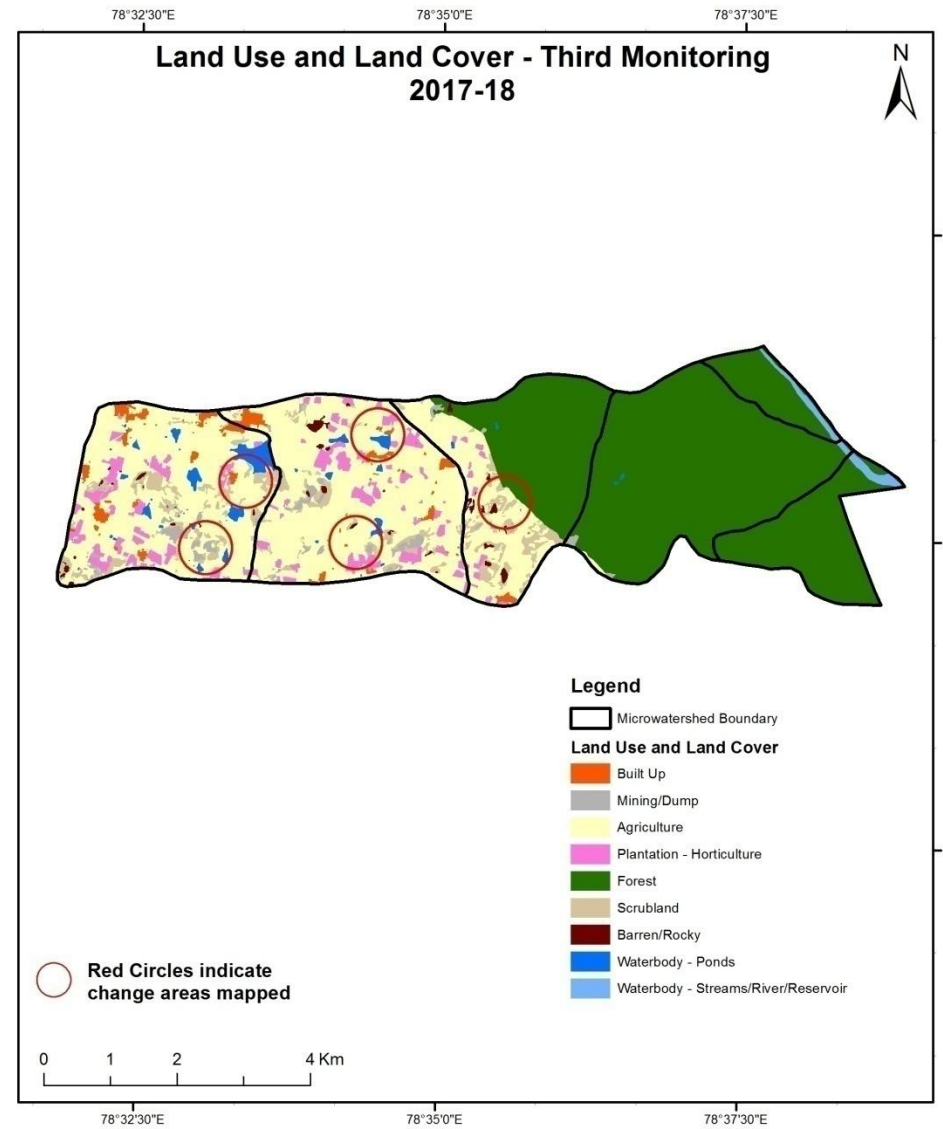 78°32'30"E 78°35'0"E 78°37'30"E
Land Use and Land Cover - Third Monitoring
2017-18
N
Legend
Microwatershed Boundary
Land Use and Land Cover
Built Up
Mining/Dump
Agriculture
Plantation - Horticulture
Forest
Scrubland
Barren/Rocky
Waterbody - Ponds
Waterbody - Streams/River/Reservoir
Red Circles indicate
change areas mapped
0 1 2 4 Km
78°32'30"E 78°35'0"E 78°37'30"E